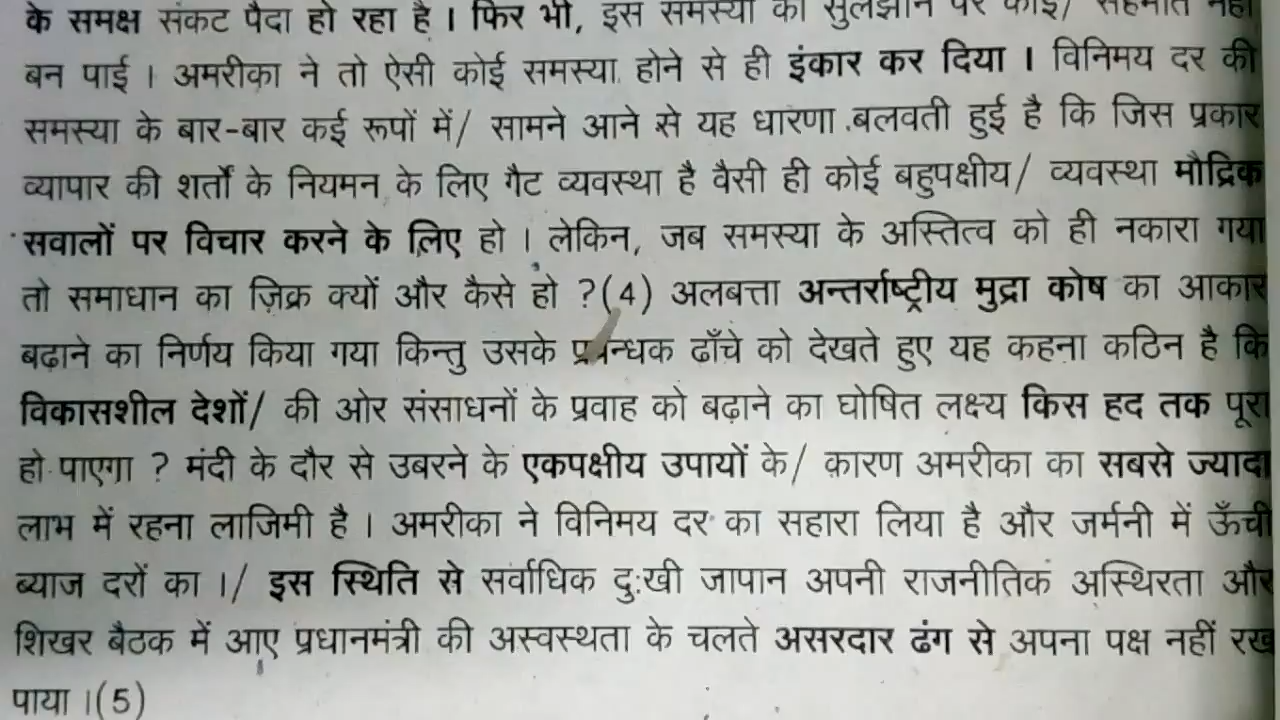 के समक्ष संकट पैदा हो रहा है । फिर भी, इस समस्या को सुलझाने पर कोई/ सहमति नहीं
बन पाई । अमरीका ने तो ऐसी कोई समस्या होने से ही इंकार कर दिया । विनिमय दर की
समस्या के बार-बार कई रूपों में/ सामने आने से यह धारणा बलवती हुई है कि जिस प्रकार
व्यापार की शर्तों के नियमन के लिए गैट व्यवस्था है वैसी ही कोई बहुपक्षीय/ व्यवस्था मौद्रिक
सवालों पर विचार करने के लिए हो । लेकिन, जब समस्या के अस्तित्व को ही नकारा गया
तो समाधान का ज़िक्र क्यों और कैसे हो ?(4) अलबत्ता अन्तर्राष्ट्रीय मुद्रा कोष का आकार
बढ़ाने का निर्णय किया गया किन्तु उसके प्रबन्धक ढाँचे को देखते हुए यह कहना कठिन है कि
विकासशील देशों/ की ओर संसाधनों के प्रवाह को बढ़ाने का घोषित लक्ष्य किस हद तक पूरा
हो पाएगा ? मंदी के दौर से उबरने के एकपक्षीय उपायों के/ कारण अमरीका का सबसे ज्यादा
लाभ में रहना लाजिमी है । अमरीका ने विनिमय दर का सहारा लिया है और जर्मनी में ऊँची
ब्याज दरों का ।/ इस स्थिति से सर्वाधिक दुःखी जापान अपनी राजनीतिक अस्थिरता और
शिखर बैठक में आए प्रधानमंत्री की अस्वस्थता के चलते असरदार ढंग से अपना पक्ष नहीं रख
पाया ।(5)